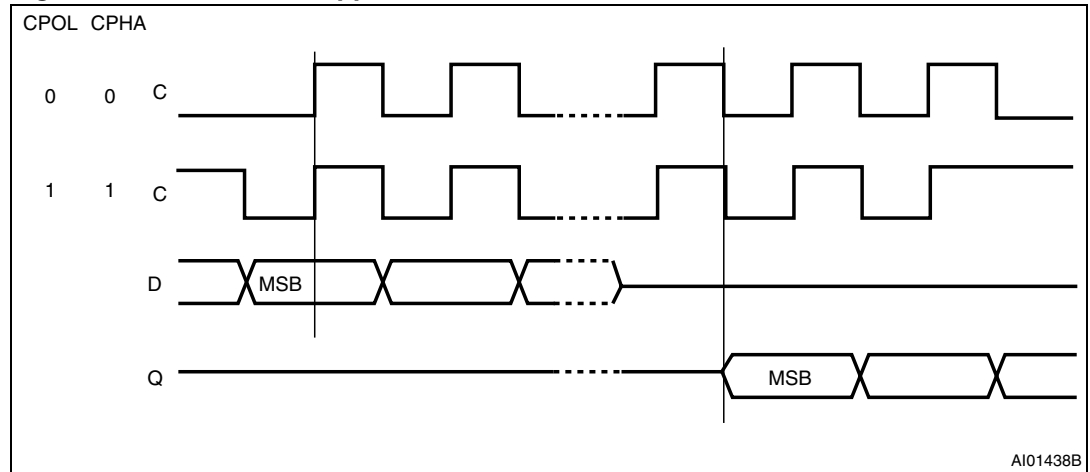 CPOL CPHA
0 0 C
1 1 C
D MSB
Q MSB
AI01438B